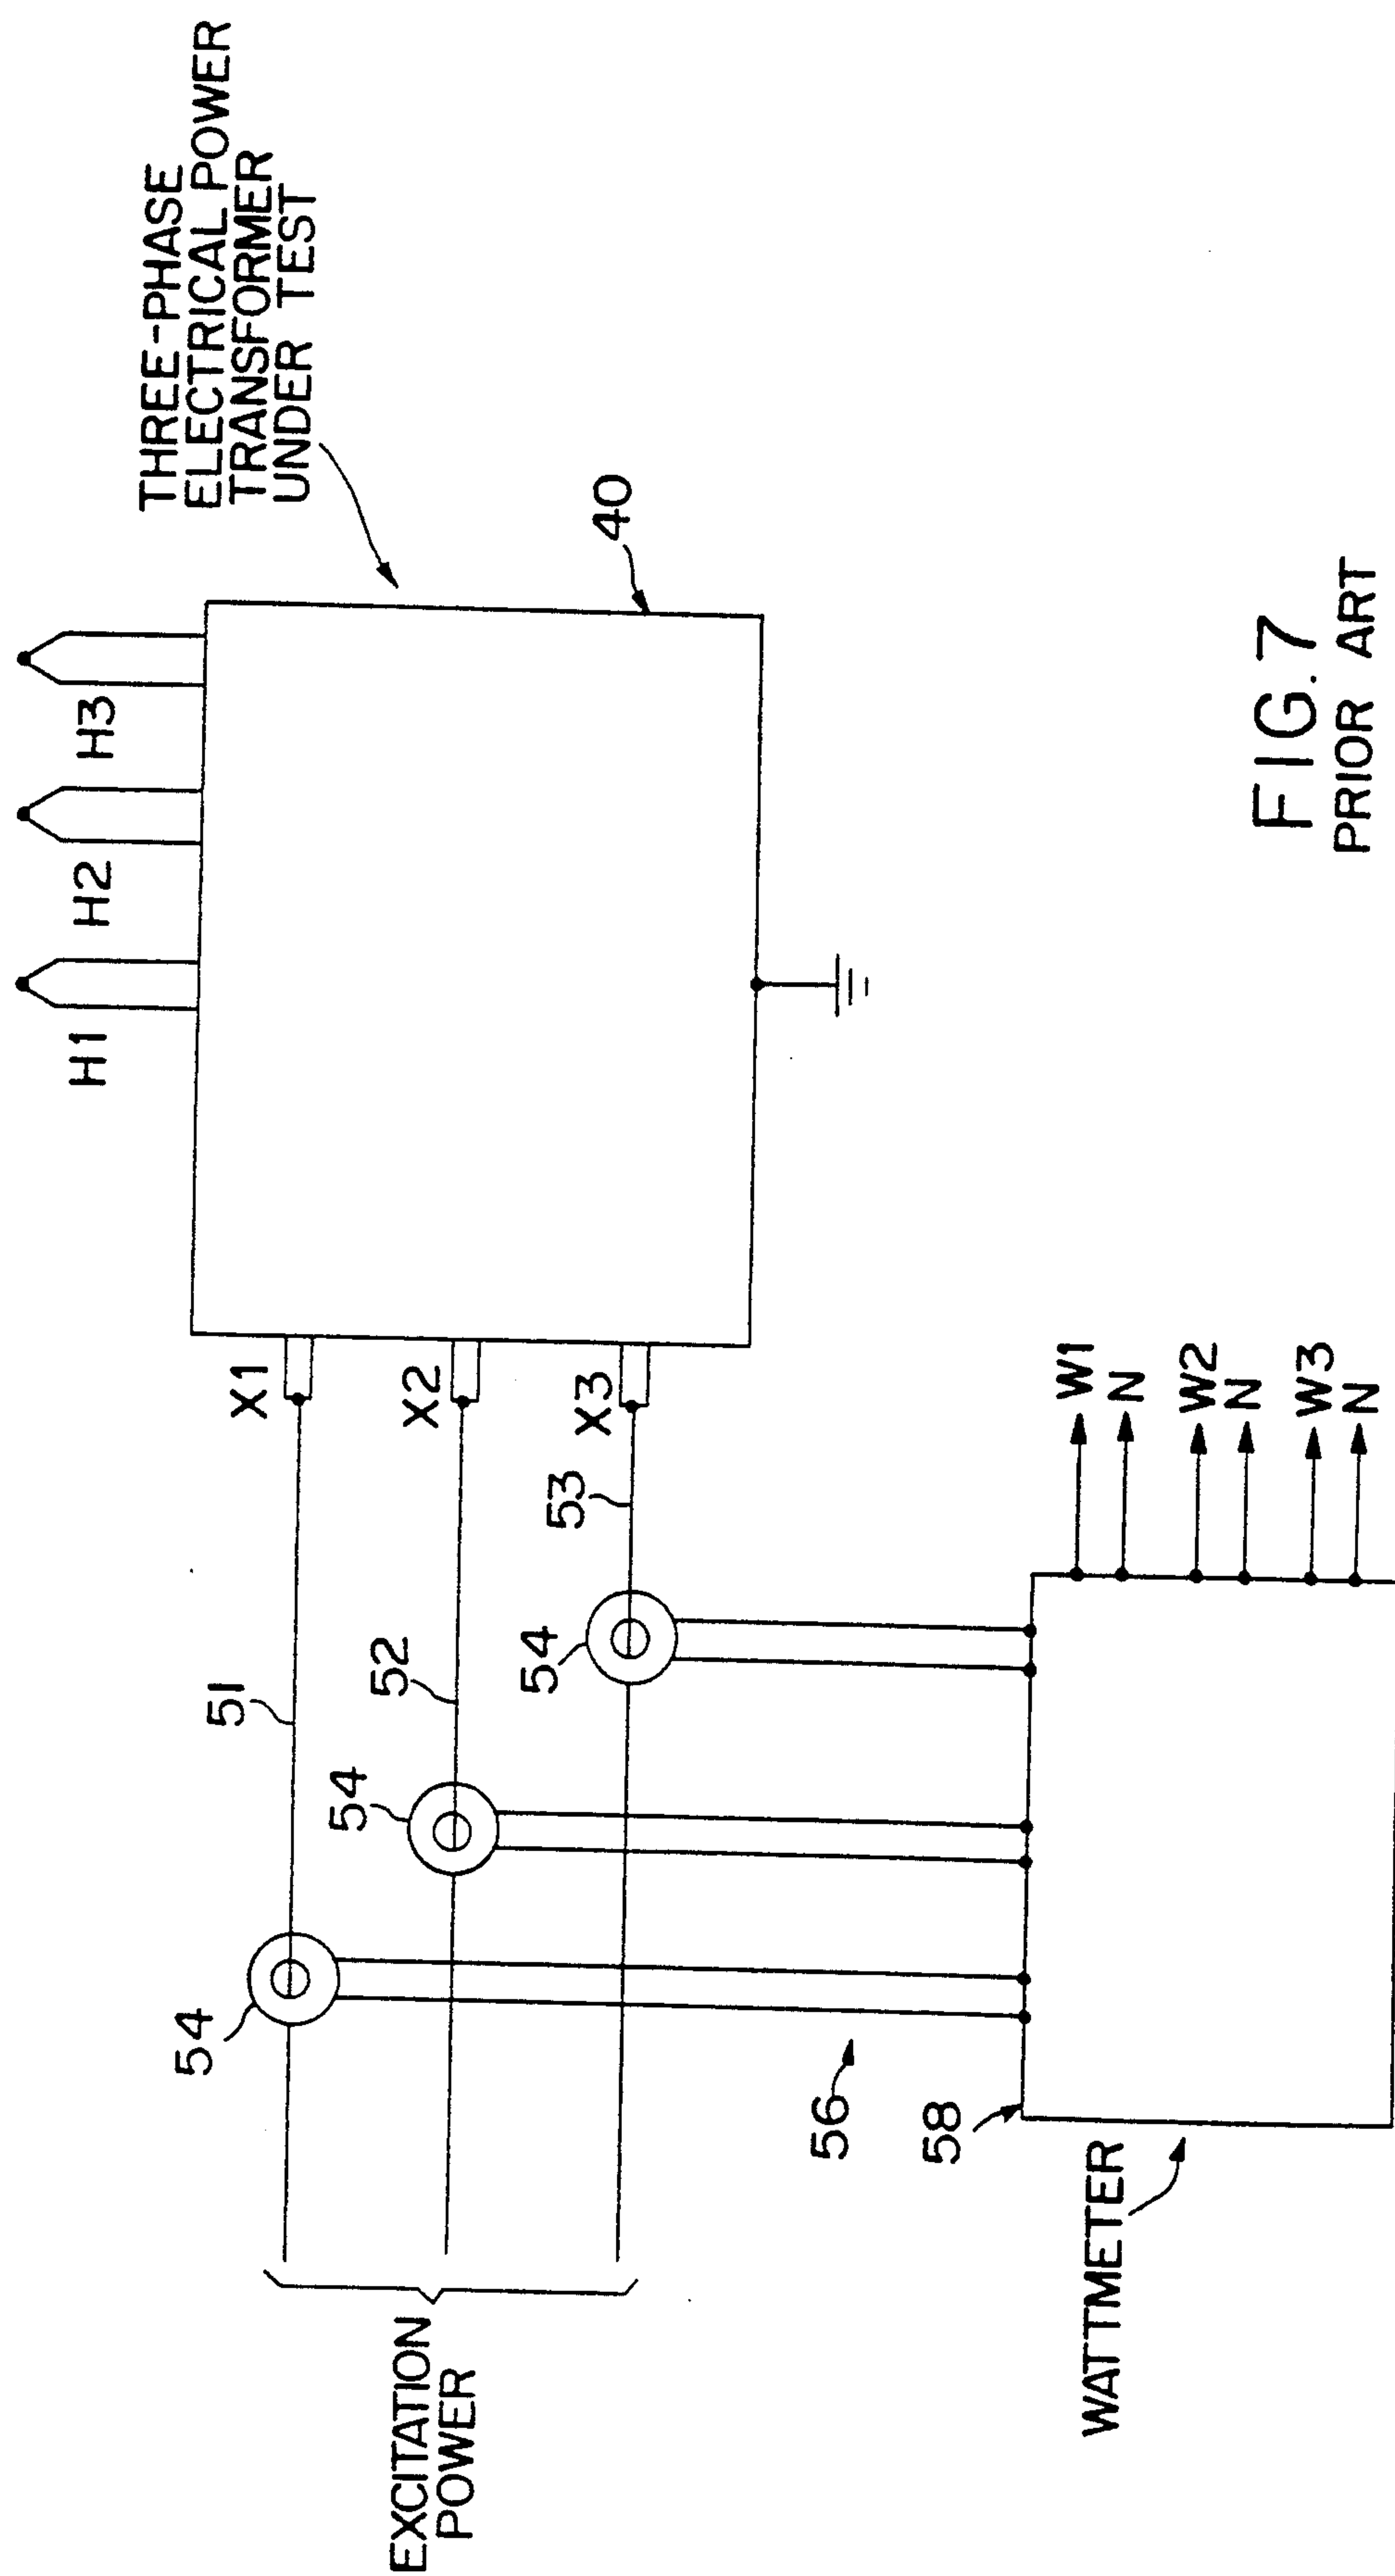 THREE-PHASE
ELECTRICAL POWER
TRANSFORMER
UNDER TEST
H1
H2
H3
40
X1
X2
X3
51
52
53
54
54
54
EXCITATION
POWER
56
58
WATTMETER
W1
N
W2
N
W3
N
FIG. 7
PRIOR ART